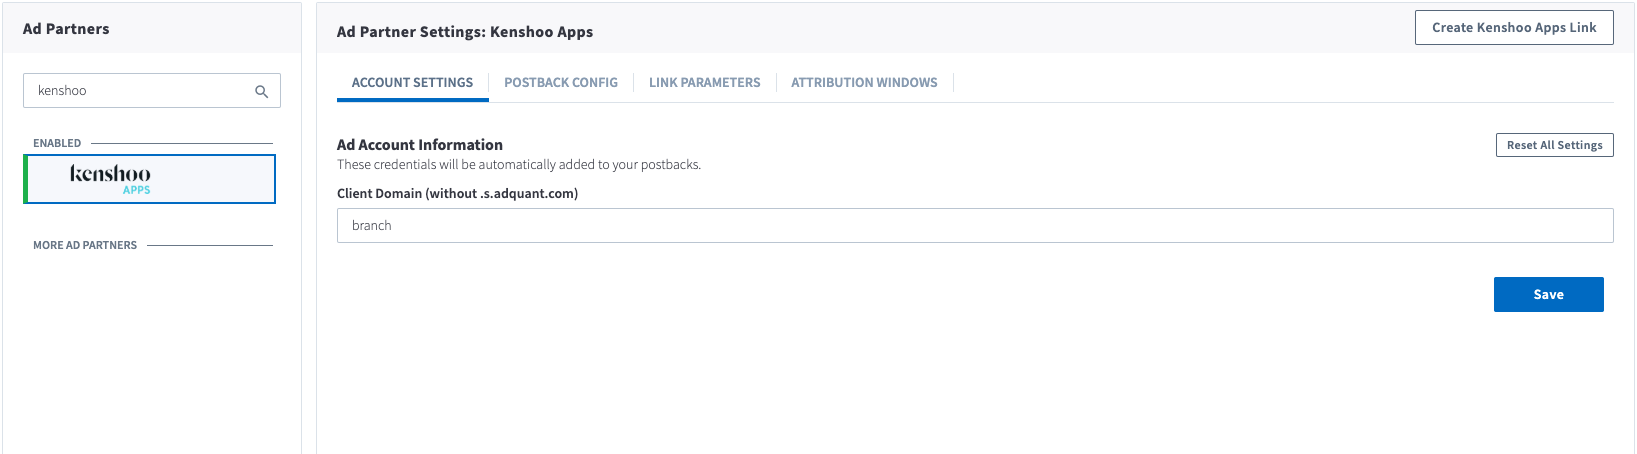 Ad Partners
kenshoo
ENABLED
kenshoo
APPS
MORE AD PARTNERS
Ad Partner Settings: Kenshoo Apps
Create Kenshoo Apps Link
ACCOUNT SETTINGS
POSTBACK CONFIG
LINK PARAMETERS
ATTRIBUTION WINDOWS
Ad Account Information
Reset All Settings
These credentials will be automatically added to your postbacks.
Client Domain (without .s.adquant.com)
branch
Save